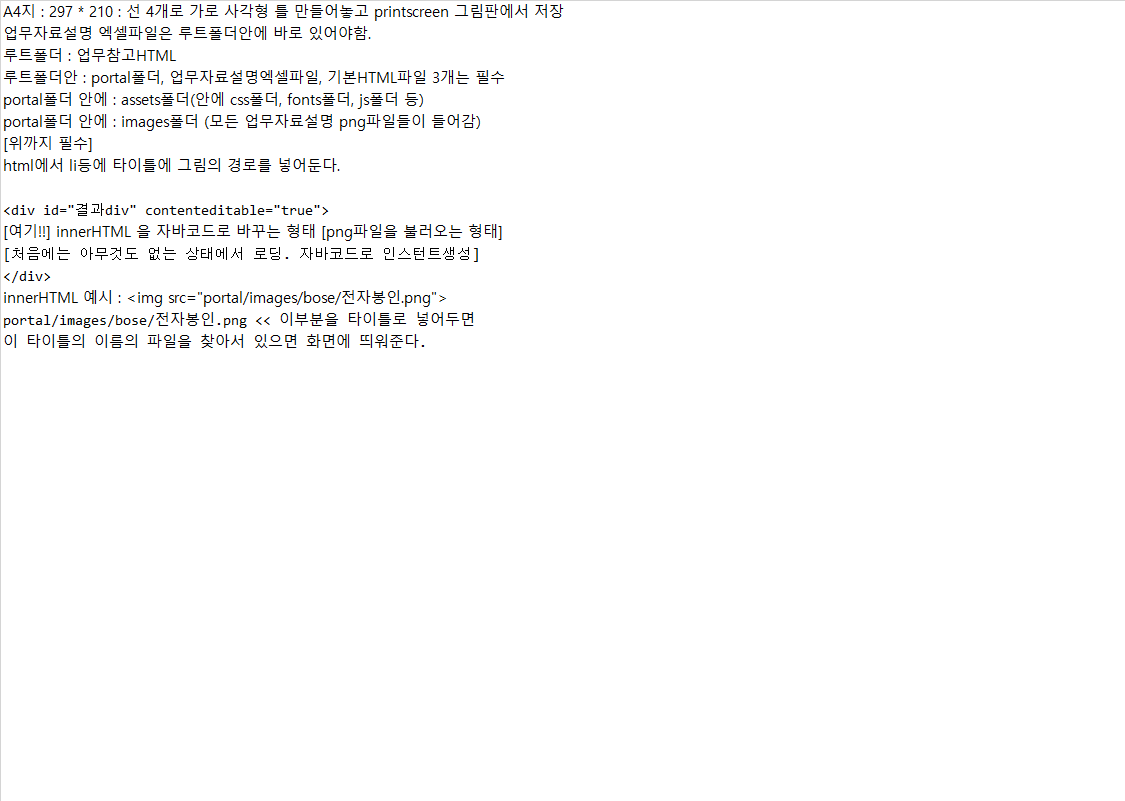 A4지 : 297 * 210 : 선 4개로 가로 사각형 틀 만들어놓고 printscreen 그림판에서 저장
업무자료설명 엑셀파일은 루트폴더안에 바로 있어야함.
루트폴더 : 업무참고HTML
루트폴더안 : portal폴더, 업무자료설명엑셀파일, 기본HTML파일 3개는 필수
portal폴더 안에 : assets폴더(안에 css폴더, fonts폴더, js폴더 등)
portal폴더 안에 : images폴더 (모든 업무자료설명 png파일들이 들어감)
[위까지 필수]
html에서 li등에 타이틀에 그림의 경로를 넣어둔다.
<div id="결과div" contenteditable="true">
[여기!!] innerHTML 을 자바코드로 바꾸는 형태 [png파일을 불러오는 형태]
[처음에는 아무것도 없는 상태에서 로딩. 자바코드로 인스턴트생성]
</div>
innerHTML 예시 : <img src="portal/images/bose/전자봉인.png">
portal/images/bose/전자봉인.png << 이부분을 타이틀로 넣어두면
이 타이틀의 이름의 파일을 찾아서 있으면 화면에 띄워준다.